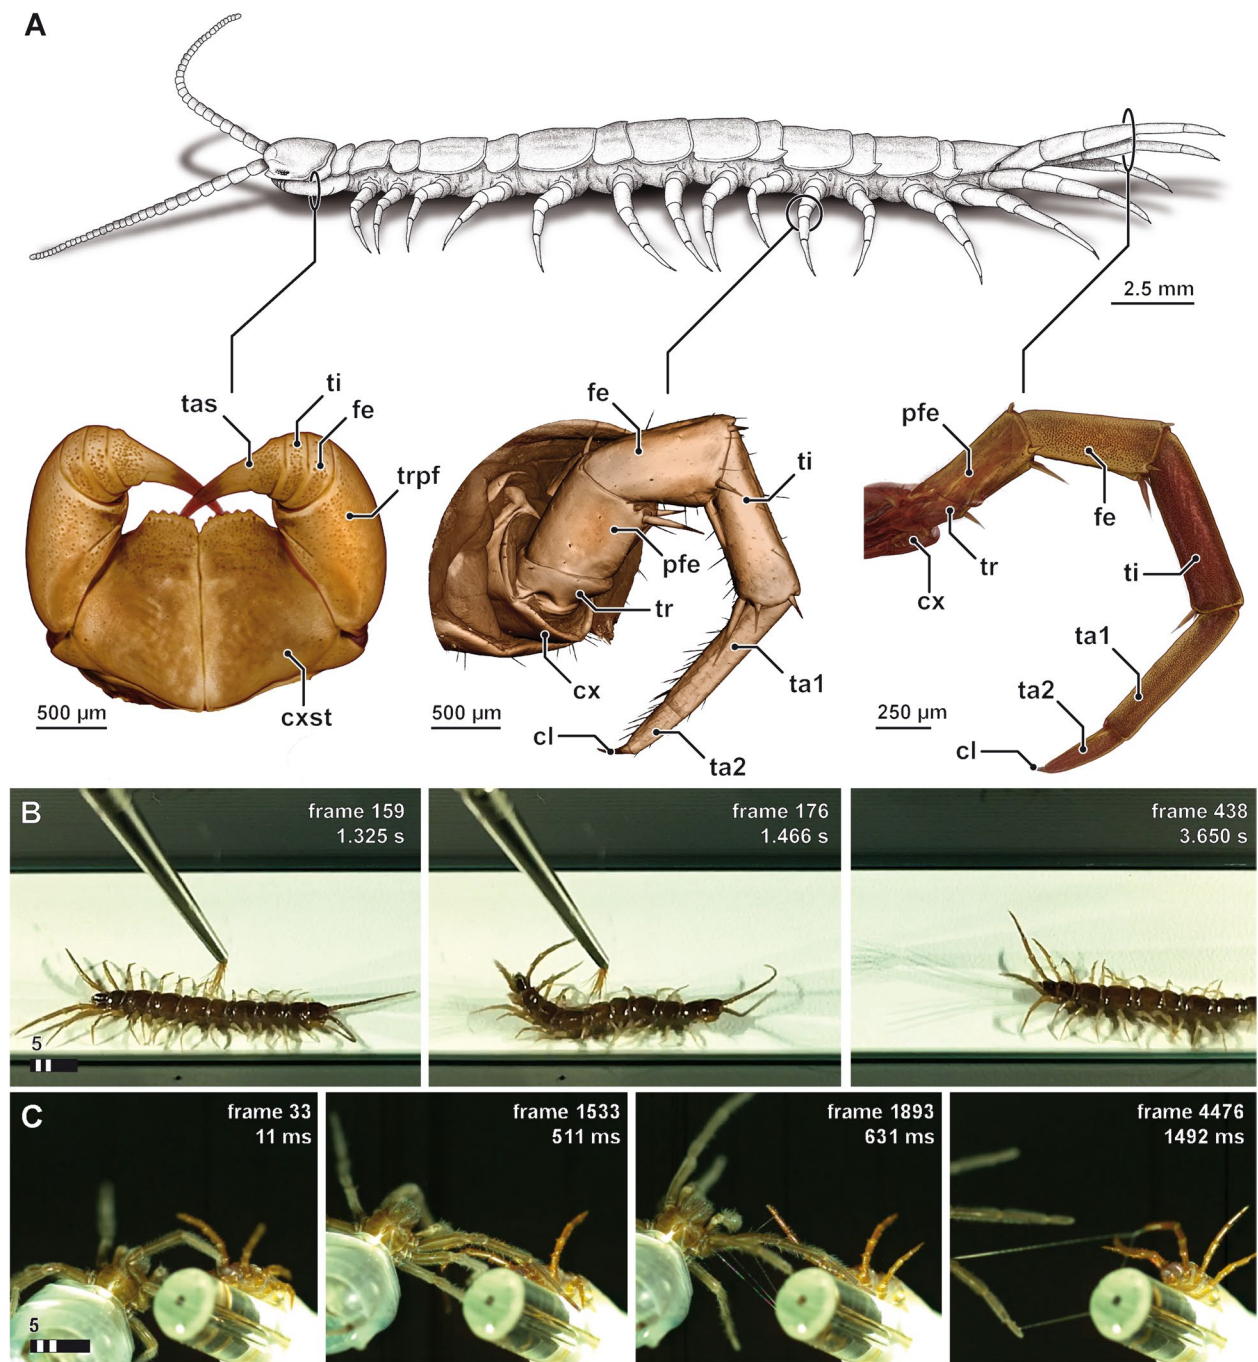 A
2.5 mm
tas
ti
fe
trpf
cxst
500 µm
fe
ti
pfe
tr
cx
ta1
ta2
cl
500 µm
pfe
fe
tr
cx
ti
ta1
ta2
cl
250 µm
B
frame 159
1.325 s
5
frame 176
1.466 s
frame 438
3.650 s
C
frame 33
11 ms
5
frame 1533
511 ms
frame 1893
631 ms
frame 4476
1492 ms